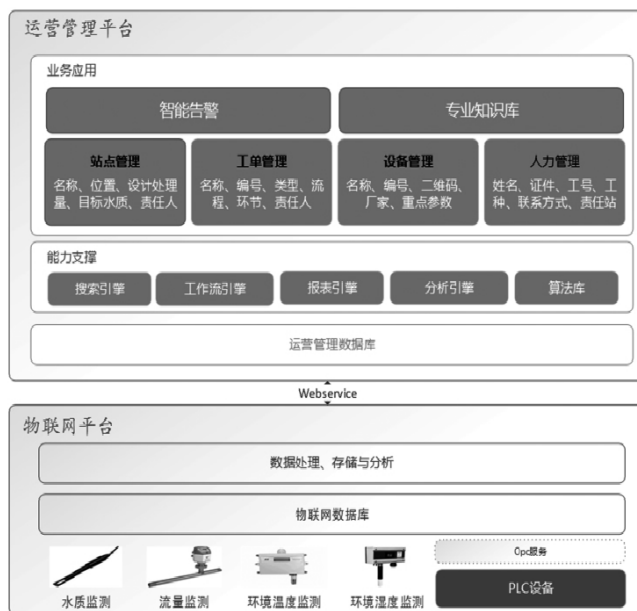 运营管理平台
业务应用
智能告警
专业知识库
站点管理
名称、位置、设计处理
量、目标水质、责任人
工单管理
名称、编号、类型、流
程、环节、责任人
设备管理
名称、编号、二维码、
厂家、重点参数
人力管理
姓名、证件、工号、工
种、联系方式、责任站
能力支撑
搜索引擎
工作流引擎
报表引擎
分析引擎
算法库
运营管理数据库
Webservice
物联网平台
数据处理、存储与分析
物联网数据库
Opc服务
PLC设备
水质监测
流量监测
环境温度监测
环境湿度监测